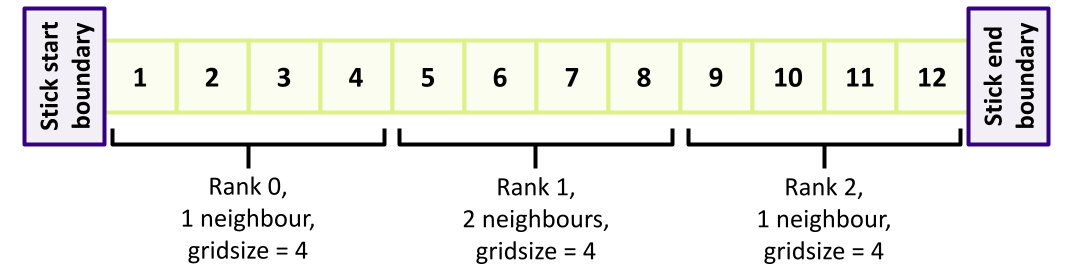 Stick start
boundary
1 2 3 4 5 6 7 8 9 10 11 12
Stick end
boundary
Rank 0,
1 neighbour,
gridsize = 4
Rank 1,
2 neighbours,
gridsize = 4
Rank 2,
1 neighbour,
gridsize = 4